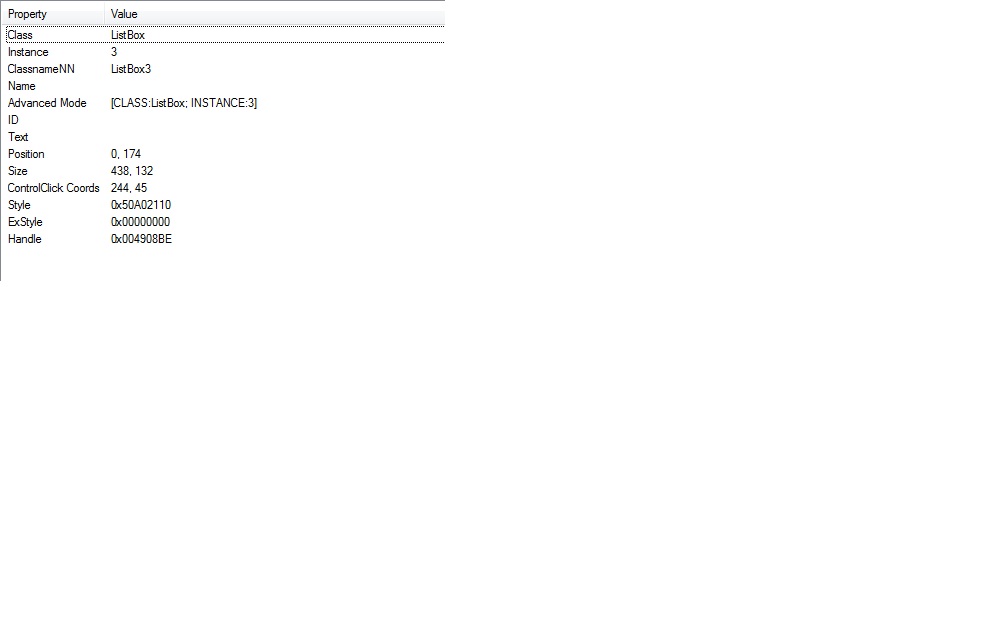 Property Value
Class ListBox
Instance 3
ClassnameNN ListBox3
Name
Advanced Mode [CLASS:ListBox; INSTANCE:3]
ID
Text
Position 0, 174
Size 438, 132
ControlClick Coords 244, 45
Style 0x50A02110
ExStyle 0x00000000
Handle 0x004908BE